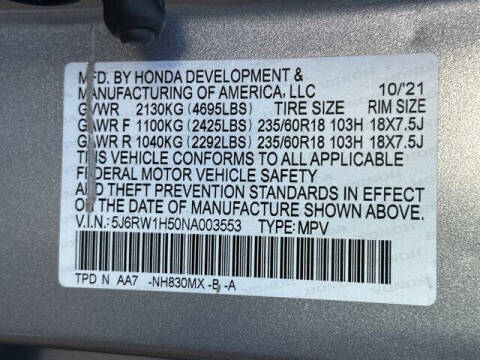 MFD. BY HONDA DEVELOPMENT &
MANUFACTURING OF AMERICA, LLC 10/'21
GVWR 2130KG (4695LBS) TIRE SIZE RIM SIZE
GAWR F 1100KG (2425LBS) 235/60R18 103H 18X7.5J
GAWR R 1040KG (2292LBS) 235/60R18 103H 18X7.5J
THIS VEHICLE CONFORMS TO ALL APPLICABLE
FEDERAL MOTOR VEHICLE SAFETY
AND THEFT PREVENTION STANDARDS IN EFFECT
ON THE DATE OF MANUFACTURE SHOWN ABOVE.
V.I.N.: 5J6RW1H50NA003553 TYPE: MPV
TPD N AA7 -NH830MX -B -A